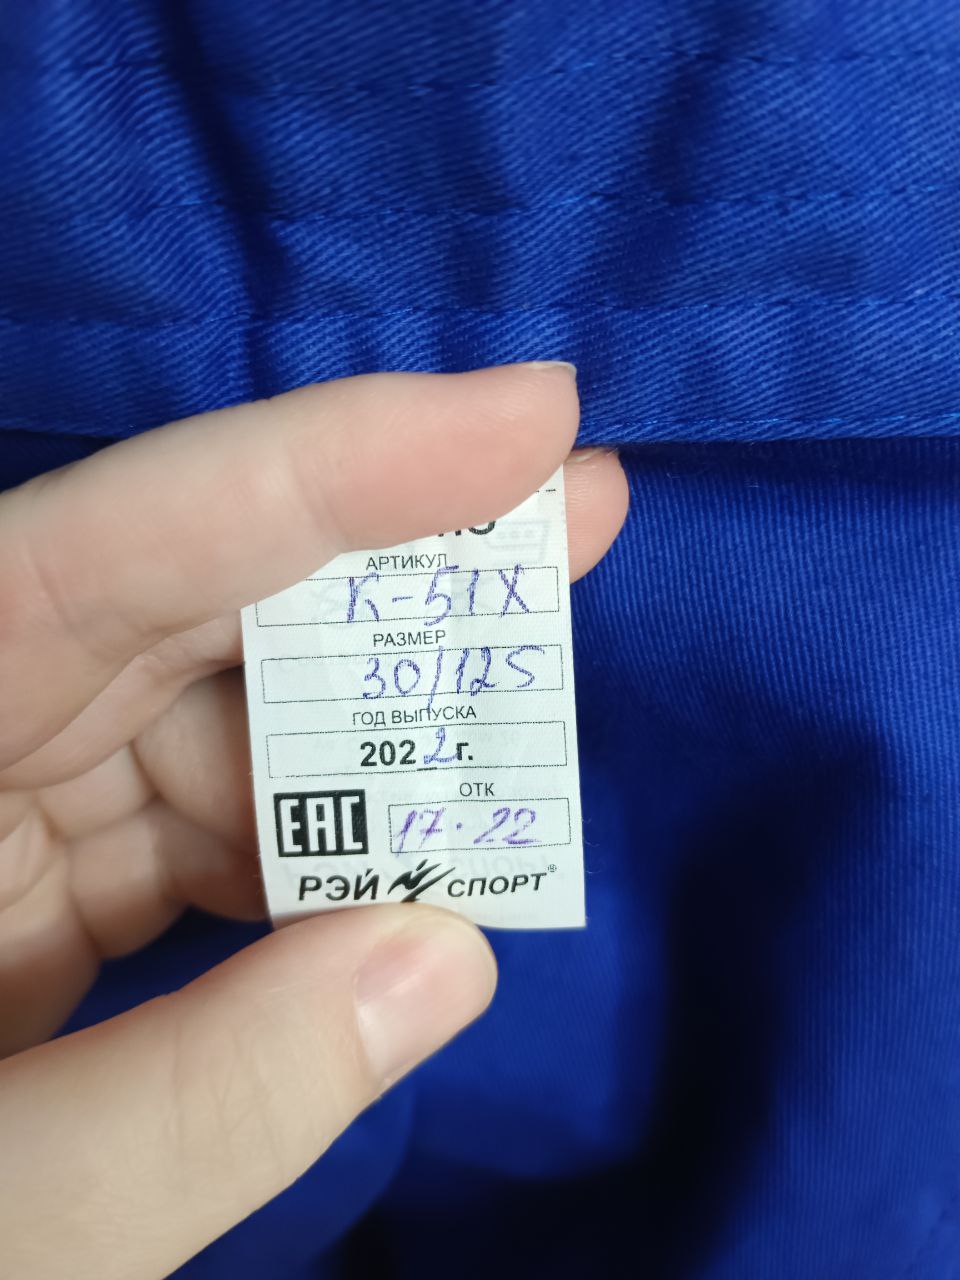 АРТИКУЛ
К-51Х
РАЗМЕР
30/125
ГОД ВЫПУСКА
2022г.
ОТК
17.22
EAC
РЭЙ СПОРТ®